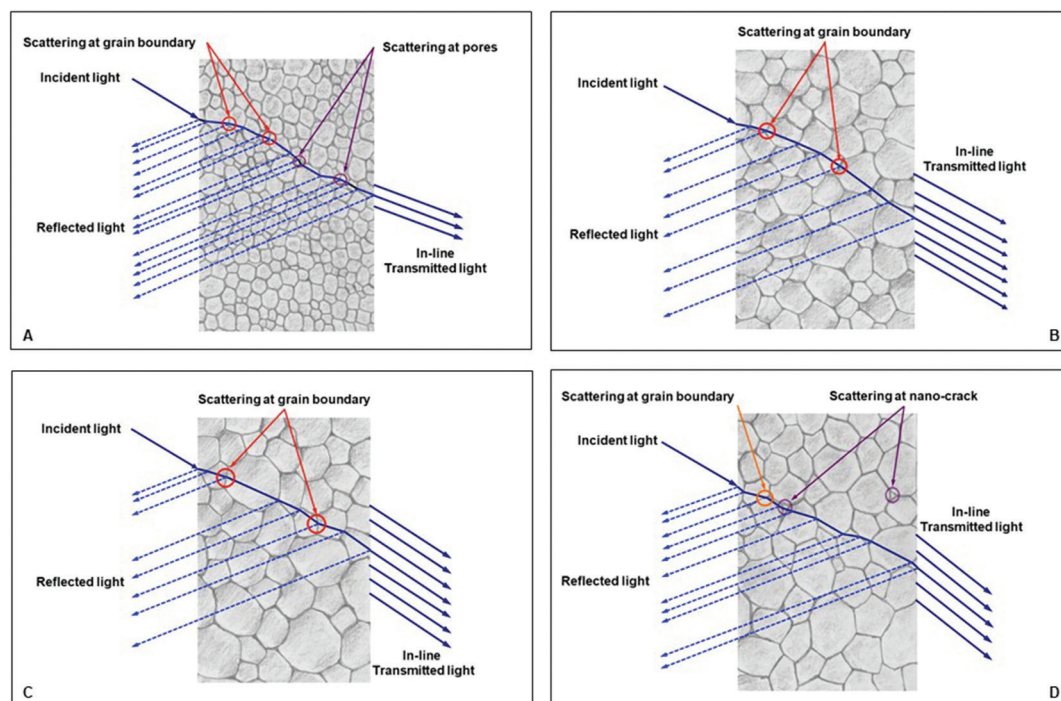 Scattering at grain boundary
Scattering at pores
Incident light
Reflected light
In-line
Transmitted light
A
Scattering at grain boundary
Incident light
In-line
Transmitted light
Reflected light
B
Scattering at grain boundary
Incident light
Reflected light
In-line
Transmitted light
C
Scattering at grain boundary
Scattering at nano-crack
Incident light
In-line
Transmitted light
Reflected light
D